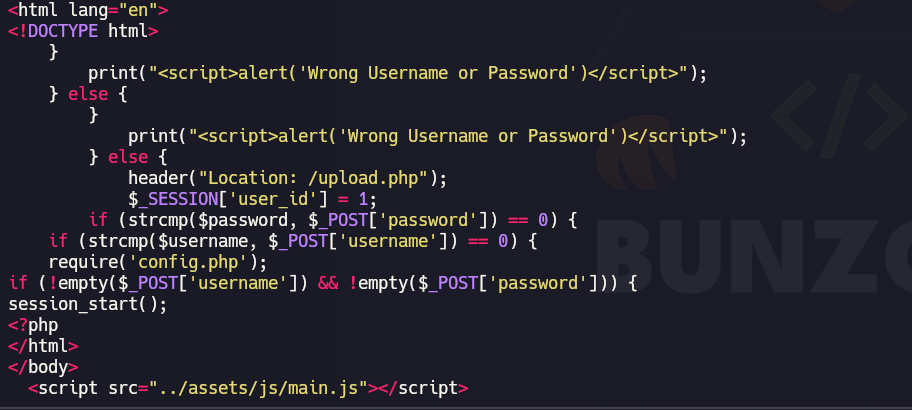 <html lang="en">
<!DOCTYPE html>
    }
        print("<script>alert('Wrong Username or Password')</script>");
    } else {
        }
            print("<script>alert('Wrong Username or Password')</script>");
        } else {
            header("Location: /upload.php");
            $_SESSION['user_id'] = 1;
        if (strcmp($password, $_POST['password']) == 0) {
    if (strcmp($username, $_POST['username']) == 0) {
    require('config.php');
if (!empty($_POST['username']) && !empty($_POST['password'])) {
session_start();
<?php
</html>
</body>
  <script src="../assets/js/main.js"></script>
</>
BUNZ